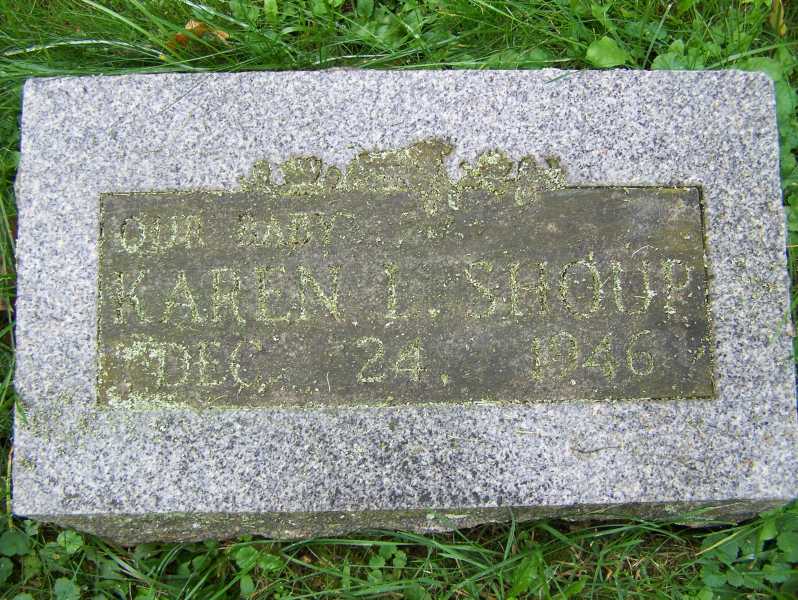 OUR BABY
KAREN L. SHOUP
DEC. 24. 1946